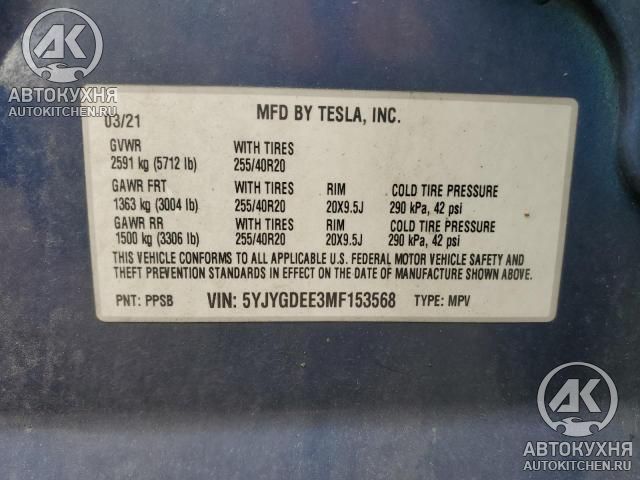 АК
АВТОКУХНЯ
AUTOKITCHEN.RU
MFD BY TESLA, INC.
03/21
GVWR WITH TIRES
2591 kg (5712 lb) 255/40R20
GAWR FRT WITH TIRES RIM COLD TIRE PRESSURE
1363 kg (3004 lb) 255/40R20 20X9.5J 290 kPa, 42 psi
GAWR RR WITH TIRES RIM COLD TIRE PRESSURE
1500 kg (3306 lb) 255/40R20 20X9.5J 290 kPa, 42 psi
THIS VEHICLE CONFORMS TO ALL APPLICABLE U.S. FEDERAL MOTOR VEHICLE SAFETY AND
THEFT PREVENTION STANDARDS IN EFFECT ON THE DATE OF MANUFACTURE SHOWN ABOVE.
PNT: PPSB VIN: 5YJYGDEE3MF153568 TYPE: MPV
АК
АВТОКУХНЯ
AUTOKITCHEN.RU